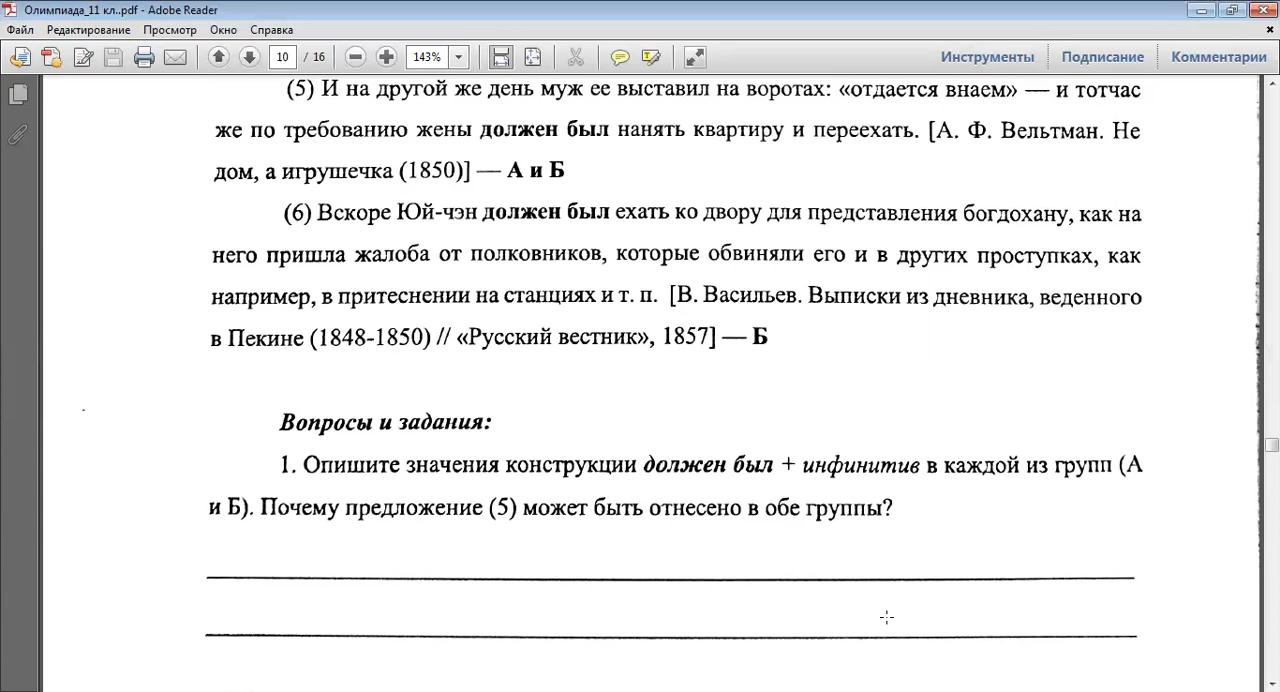 Олимпиада_11 кл..pdf - Adobe Reader
Файл Редактирование Просмотр Окно Справка
10 / 16 143% Инструменты Подписание Комментарии
(5) И на другой же день муж ее выставил на воротах: «отдается внаем» — и тотчас
же по требованию жены должен был нанять квартиру и переехать. [А. Ф. Вельтман. Не
дом, а игрушечка (1850)] — А и Б
(6) Вскоре Юй-чэн должен был ехать ко двору для представления богдохану, как на
него пришла жалоба от полковников, которые обвиняли его и в других проступках, как
например, в притеснении на станциях и т. п. [В. Васильев. Выписки из дневника, веденного
в Пекине (1848-1850) // «Русский вестник», 1857] — Б
Вопросы и задания:
1. Опишите значения конструкции должен был + инфинитив в каждой из групп (А
и Б). Почему предложение (5) может быть отнесено в обе группы?